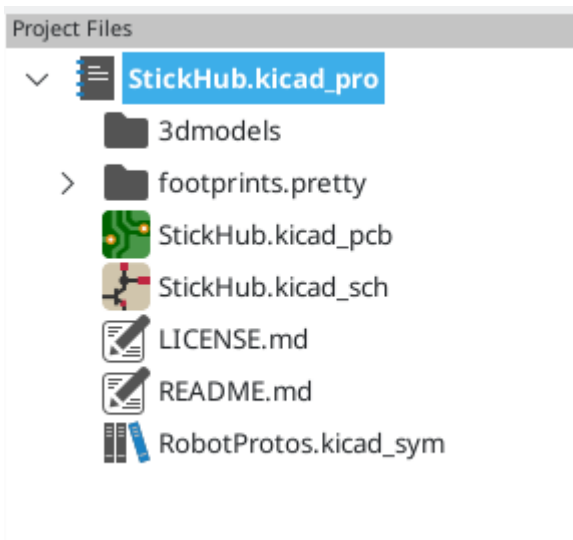 Project Files
StickHub.kicad_pro
3dmodels
footprints.pretty
StickHub.kicad_pcb
StickHub.kicad_sch
LICENSE.md
README.md
RobotProtos.kicad_sym